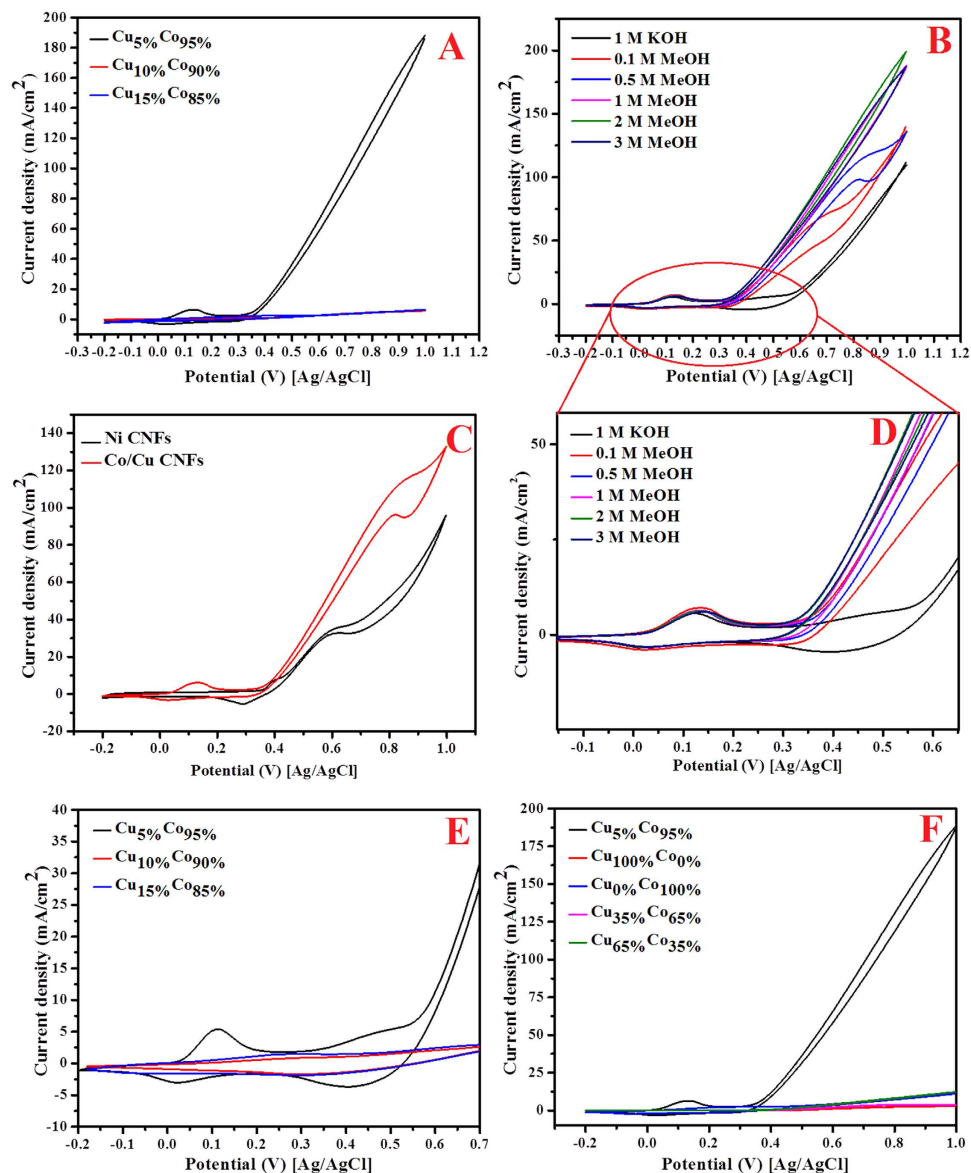 A
Cu5%Co95%
Cu10%Co90%
Cu15%Co85%
Current density (mA/cm2)
200
180
160
140
120
100
80
60
40
20
0
-20
-0.3 -0.2 -0.1 0.0 0.1 0.2 0.3 0.4 0.5 0.6 0.7 0.8 0.9 1.0 1.1 1.2
Potential (V) [Ag/AgCl]
B
1 M KOH
0.1 M MeOH
0.5 M MeOH
1 M MeOH
2 M MeOH
3 M MeOH
Current density (mA/cm2)
200
150
100
50
0
-0.3 -0.2 -0.1 0.0 0.1 0.2 0.3 0.4 0.5 0.6 0.7 0.8 0.9 1.0 1.1 1.2
Potential (V) [Ag/AgCl]
C
Ni CNFs
Co/Cu CNFs
Current density (mA/cm2)
140
120
100
80
60
40
20
0
-20
-0.2 0.0 0.2 0.4 0.6 0.8 1.0
Potential (V) [Ag/AgCl]
D
1 M KOH
0.1 M MeOH
0.5 M MeOH
1 M MeOH
2 M MeOH
3 M MeOH
Current density (mA/cm2)
50
0
-0.1 0.0 0.1 0.2 0.3 0.4 0.5 0.6
Potential (V) [Ag/AgCl]
E
Cu5%Co95%
Cu10%Co90%
Cu15%Co85%
Current density (mA/cm2)
40
35
30
25
20
15
10
5
0
-5
-10
-0.2 -0.1 0.0 0.1 0.2 0.3 0.4 0.5 0.6 0.7
Potential (V) [Ag/AgCl]
F
Cu5%Co95%
Cu100%Co0%
Cu0%Co100%
Cu35%Co65%
Cu65%Co35%
Current density (mA/cm2)
200
175
150
125
100
75
50
25
0
-0.2 0.0 0.2 0.4 0.6 0.8 1.0
Potential (V) [Ag/AgCl]